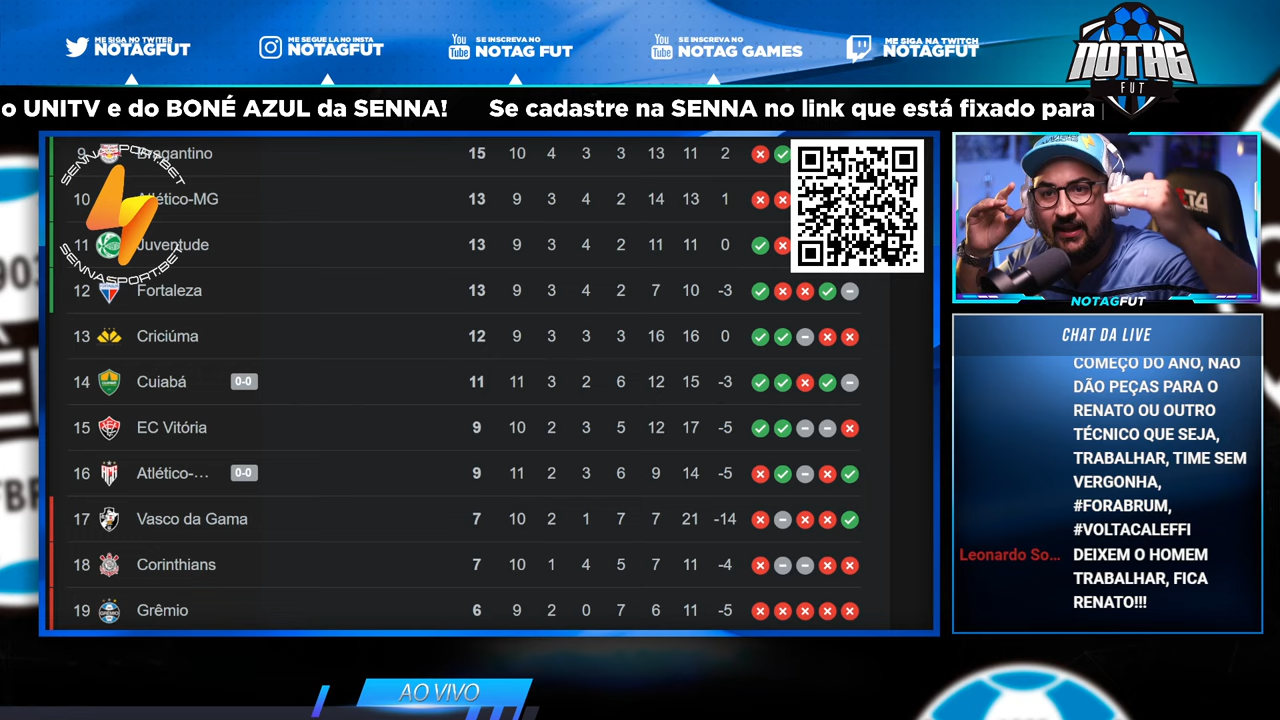 ME SIGA NO TWITER
NOTAGFUT
ME SEGUE LA NO INSTA
NOTAGFUT
You
Tube
SE INSCREVA NO
NOTAG FUT
You
Tube
SE INSCREVA NO
NOTAG GAMES
ME SIGA NA TWITCH
NOTAGFUT
NOTAG
FUT
o UNITV e do BONÉ AZUL da SENNA! Se cadastre na SENNA no link que está fixado para
SENNASPORT.BET
SENNASPORT.BET
9 Bragantino 15 10 4 3 3 13 11 2
10 Atlético-MG 13 9 3 4 2 14 13 1
11 Juventude 13 9 3 4 2 11 11 0
12 Fortaleza 13 9 3 4 2 7 10 -3
13 Criciúma 12 9 3 3 3 16 16 0
14 Cuiabá 0-0 11 11 3 2 6 12 15 -3
15 EC Vitória 9 10 2 3 5 12 17 -5
16 Atlético-... 0-0 9 11 2 3 6 9 14 -5
17 Vasco da Gama 7 10 2 1 7 7 21 -14
18 Corinthians 7 10 1 4 5 7 11 -4
19 Grêmio 6 9 2 0 7 6 11 -5
NOTAGFUT
CHAT DA LIVE
COMEÇO DO ANO, NAO
DÃO PEÇAS PARA O
RENATO OU OUTRO
TÉCNICO QUE SEJA,
TRABALHAR, TIME SEM
VERGONHA,
#FORABRUM,
#VOLTACALEFFI
Leonardo So... DEIXEM O HOMEM
TRABALHAR, FICA
RENATO!!!
AO VIVO